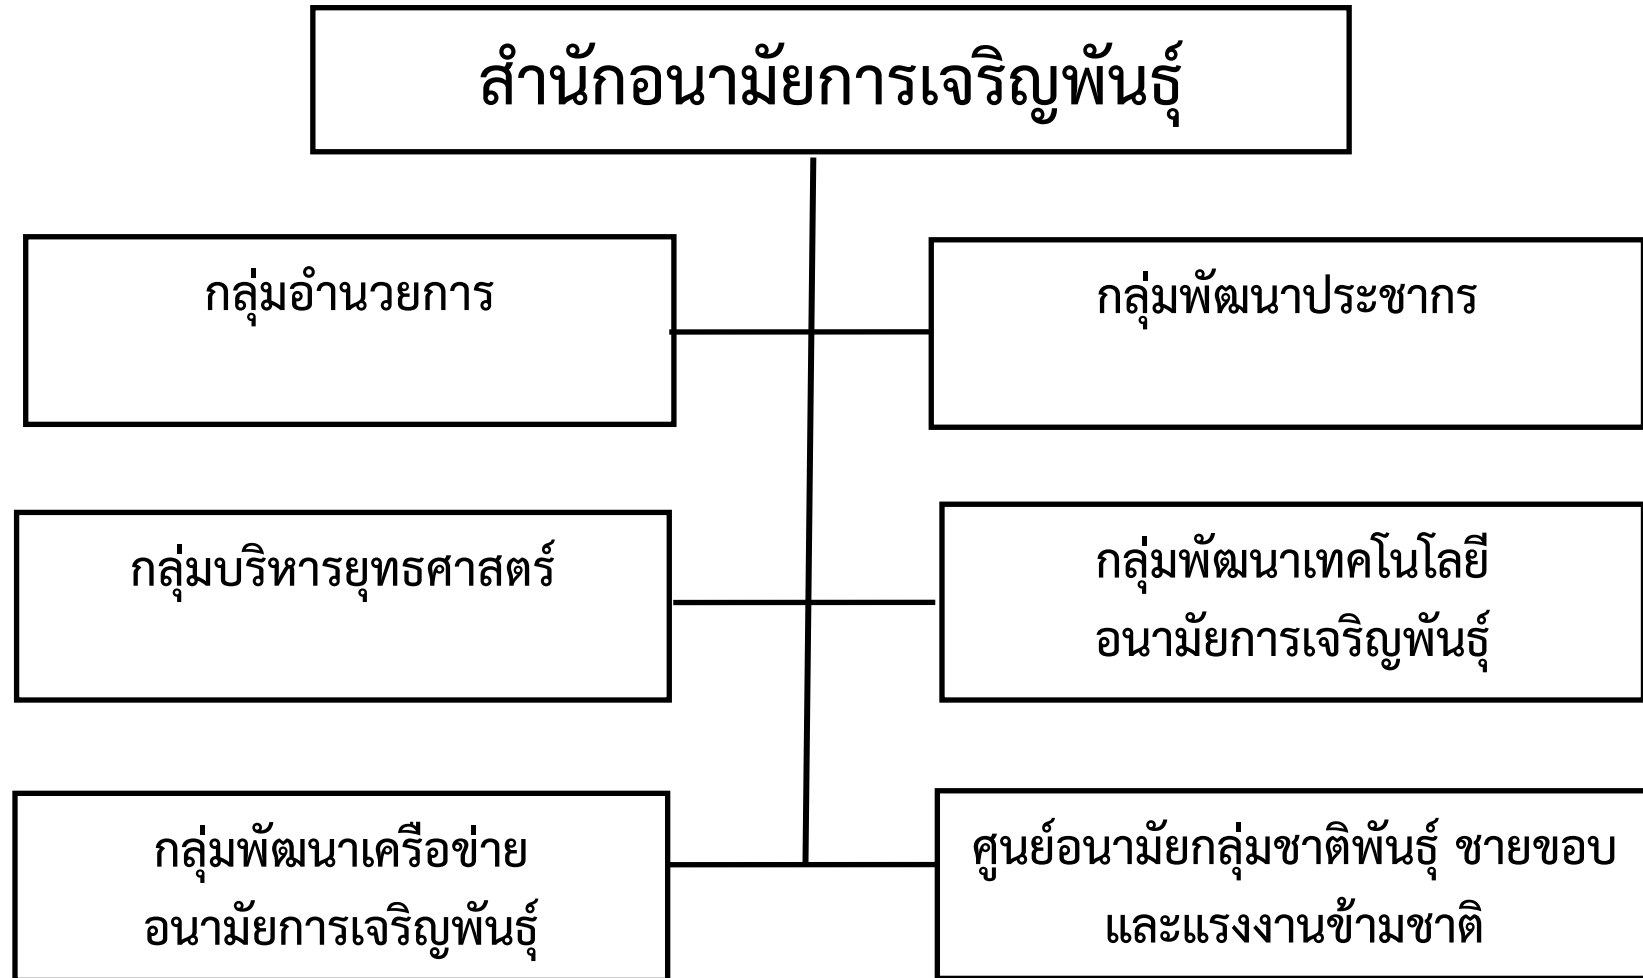 สำนักอนามัยการเจริญพันธุ์
กลุ่มอำนวยการ
กลุ่มพัฒนาประชากร
กลุ่มบริหารยุทธศาสตร์
กลุ่มพัฒนาเทคโนโลยี
อนามัยการเจริญพันธุ์
กลุ่มพัฒนาเครือข่าย
อนามัยการเจริญพันธุ์
ศูนย์อนามัยกลุ่มชาติพันธุ์ ชายขอบ
และแรงงานข้ามชาติ